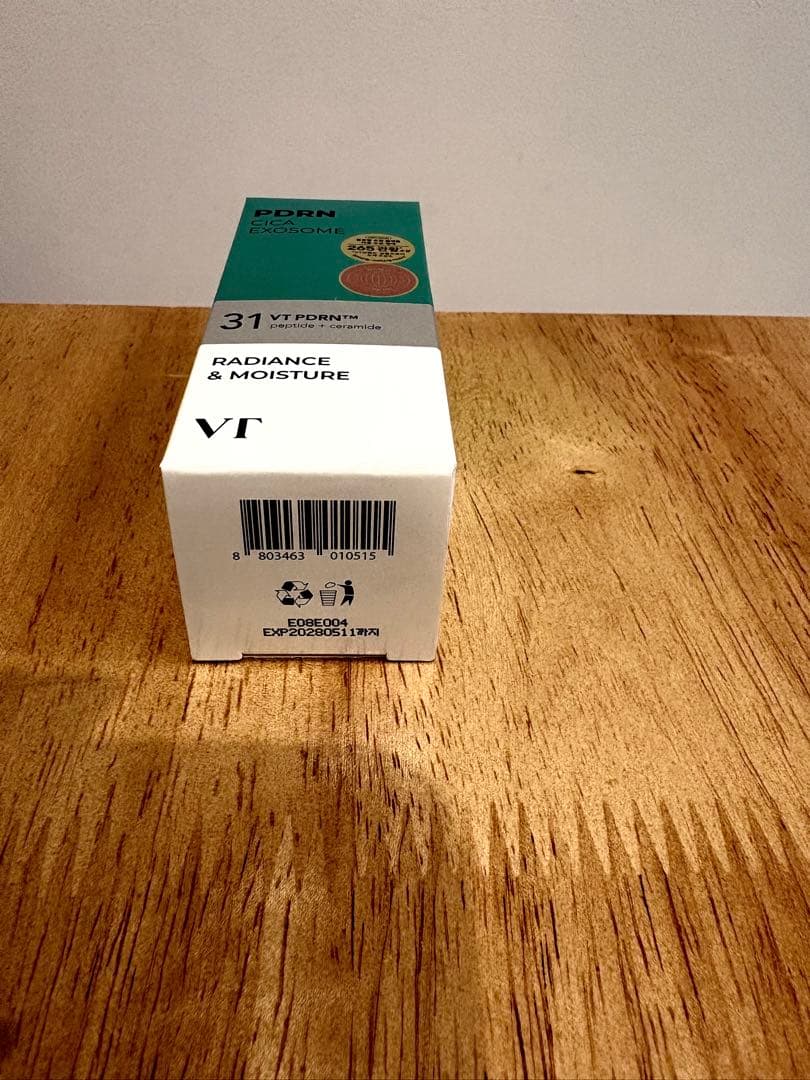 PDRN
CICA
EXOSOME
31 VT PDRN™
peptide + ceramide
RADIANCE
& MOISTURE
VT
8 803463 010515
E08E004
EXP20280511까지